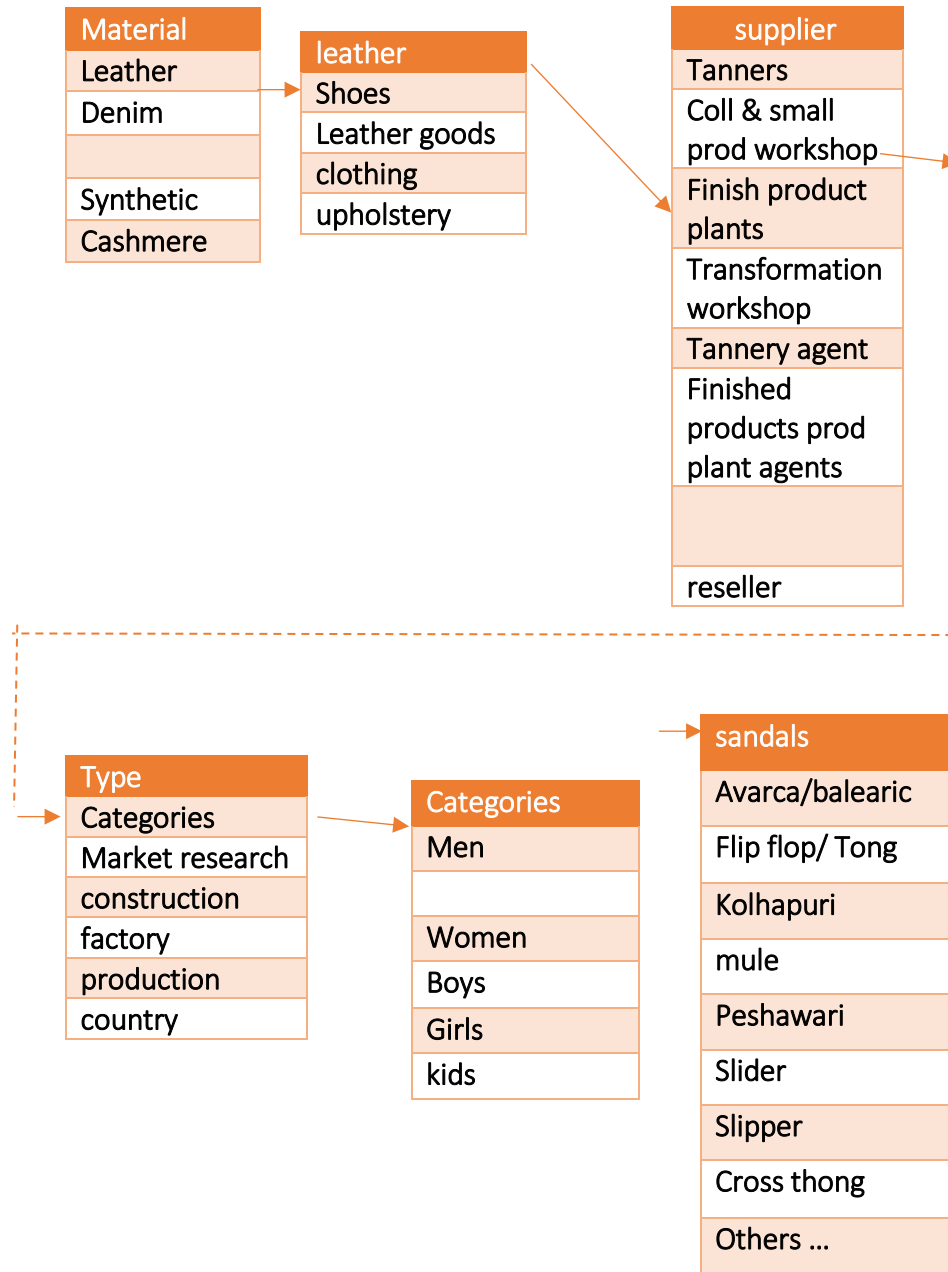 Material
Leather
Denim
Synthetic
Cashmere
leather
Shoes
Leather goods
clothing
upholstery
supplier
Tanners
Coll & small
prod workshop
Finish product
plants
Transformation
workshop
Tannery agent
Finished
products prod
plant agents
reseller
Type
Categories
Market research
construction
factory
production
country
Categories
Men
Women
Boys
Girls
kids
sandals
Avarca/balearic
Flip flop/ Tong
Kolhapuri
mule
Peshawari
Slider
Slipper
Cross thong
Others ...